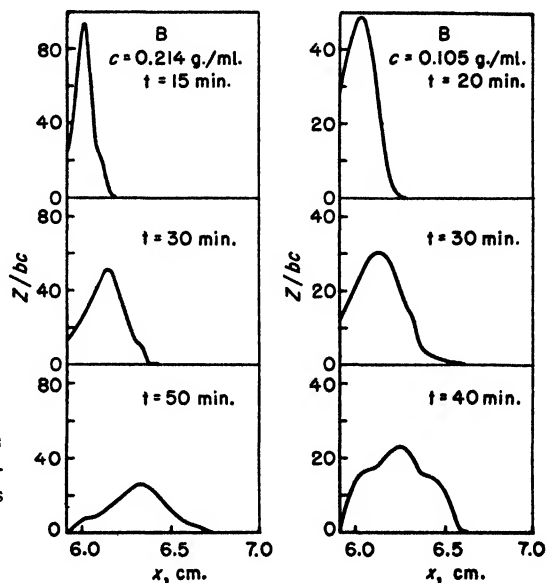 B
c = 0.214 g./ml.
t = 15 min.
80
40
0
t = 30 min.
80
40
0
t = 50 min.
80
40
0
Z/bc
6.0
6.5
7.0
x, cm.
B
c = 0.105 g./ml.
t = 20 min.
40
20
0
t = 30 min.
40
20
0
t = 40 min.
40
20
0
Z/bc
6.0
6.5
7.0
x, cm.
s